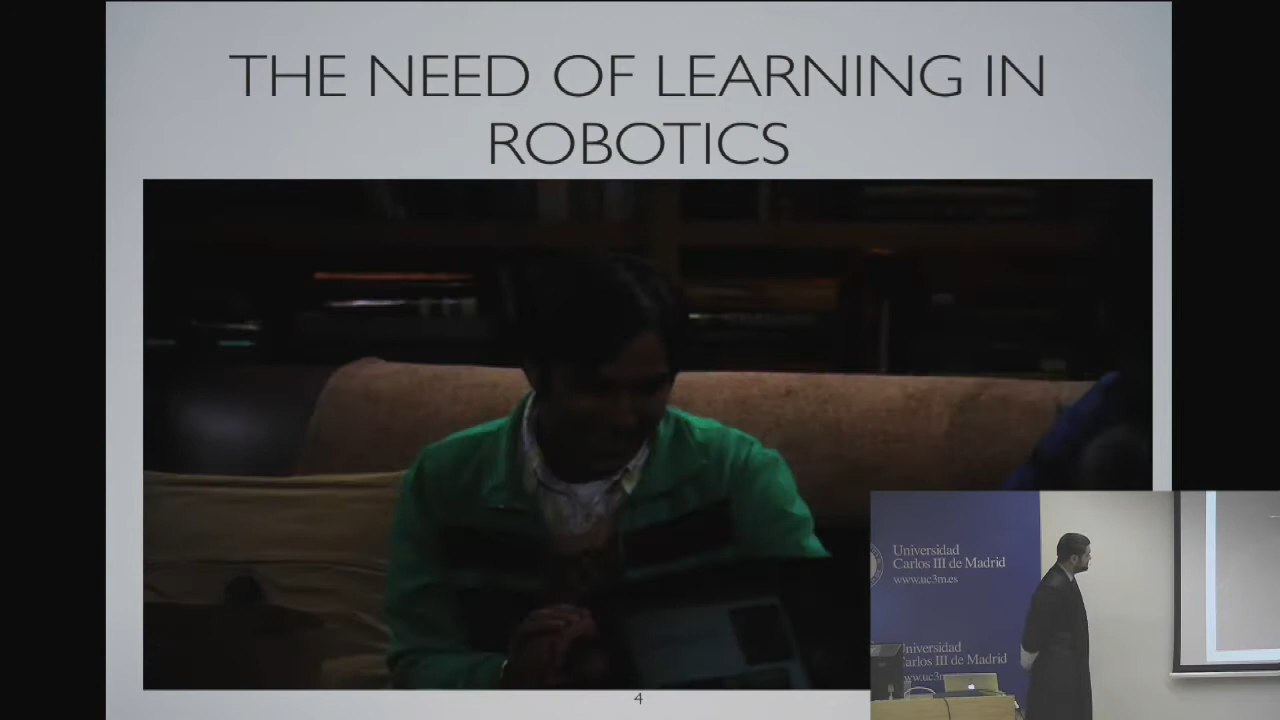 THE NEED OF LEARNING IN
ROBOTICS
4
Universidad
Carlos III de Madrid
www.uc3m.es
Universidad
Carlos III de Madrid